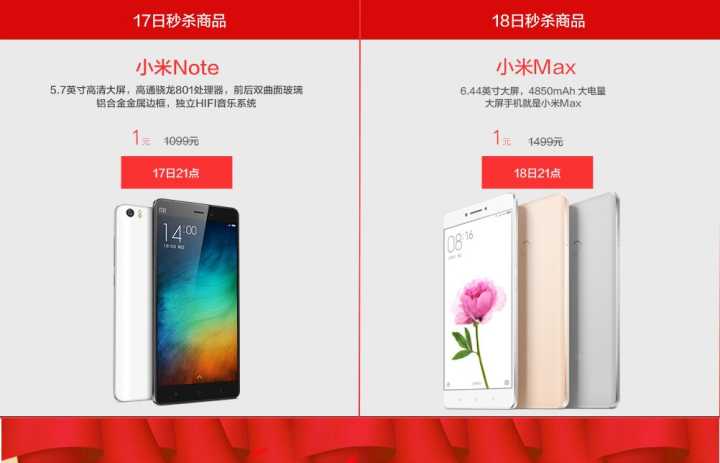 17日秒杀商品
小米Note
5.7英寸高清大屏，高通骁龙801处理器，前后双曲面玻璃
铝合金金属边框，独立HIFI音乐系统
1元 1099元
17日21点
MI
14:00
18日秒杀商品
小米Max
6.44英寸大屏，4850mAh 大电量
大屏手机就是小米Max
1元 1499元
18日21点
08:16